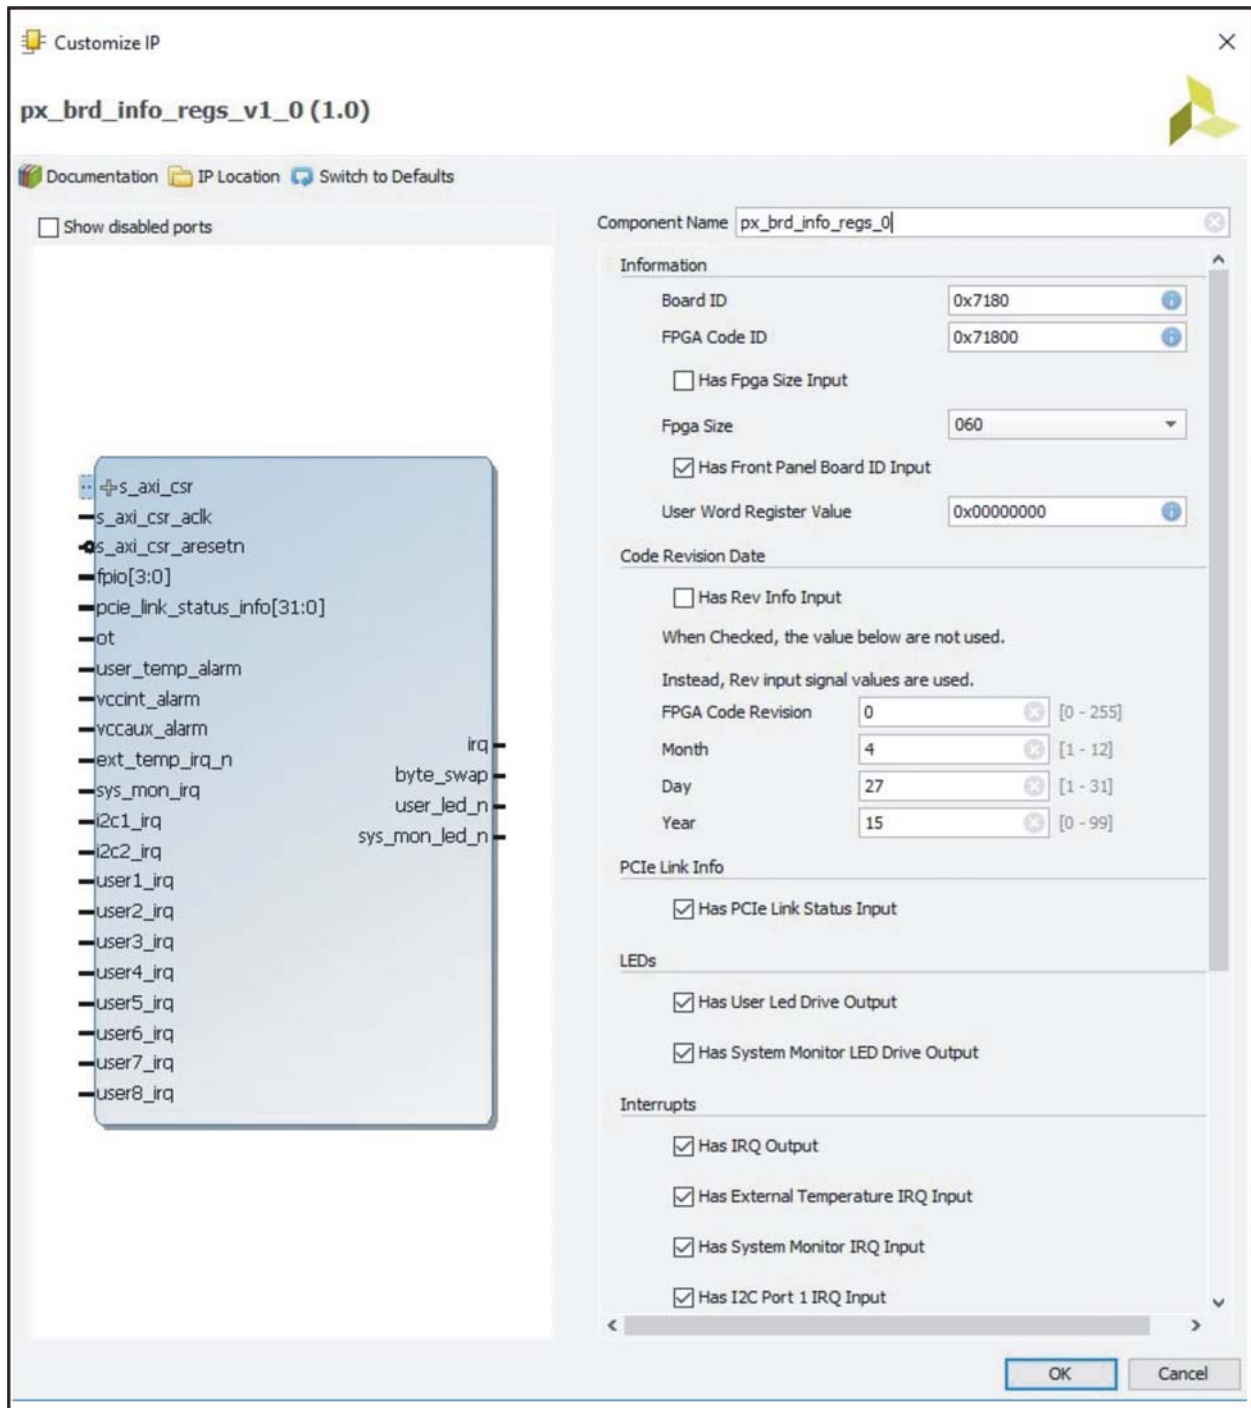 Customize IP
px_brd_info_regs_v1_0 (1.0)
Documentation IP Location Switch to Defaults
Show disabled ports
s_axi_csr
s_axi_csr_aclk
s_axi_csr_aresetn
fpio[3:0]
pcie_link_status_info[31:0]
ot
user_temp_alarm
vccint_alarm
vccaux_alarm
ext_temp_irq_n
sys_mon_irq
i2c1_irq
i2c2_irq
user1_irq
user2_irq
user3_irq
user4_irq
user5_irq
user6_irq
user7_irq
user8_irq
irq
byte_swap
user_led_n
sys_mon_led_n
Component Name px_brd_info_regs_0
Information
Board ID 0x7180
FPGA Code ID 0x71800
Has Fpga Size Input
Fpga Size 060
Has Front Panel Board ID Input
User Word Register Value 0x00000000
Code Revision Date
Has Rev Info Input
When Checked, the value below are not used.
Instead, Rev input signal values are used.
FPGA Code Revision 0 [0 - 255]
Month 4 [1 - 12]
Day 27 [1 - 31]
Year 15 [0 - 99]
PCIe Link Info
Has PCIe Link Status Input
LEDs
Has User Led Drive Output
Has System Monitor LED Drive Output
Interrupts
Has IRQ Output
Has External Temperature IRQ Input
Has System Monitor IRQ Input
Has I2C Port 1 IRQ Input
OK Cancel